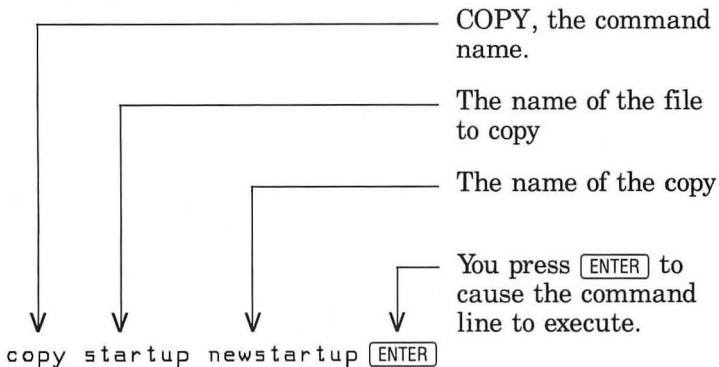 COPY, the command
name.
The name of the file
to copy
The name of the copy
You press ENTER to
cause the command
line to execute.
copy startup newstartup ENTER